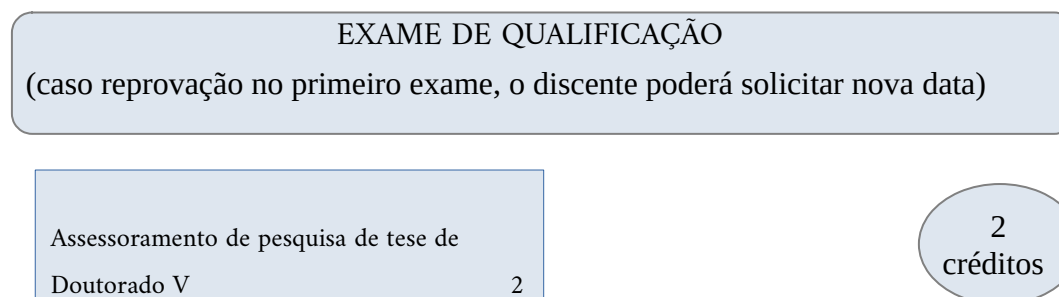 EXAME DE QUALIFICAÇÃO
(caso reprovação no primeiro exame, o discente poderá solicitar nova data)
Assessoramento de pesquisa de tese de
Doutorado V 2
2
créditos